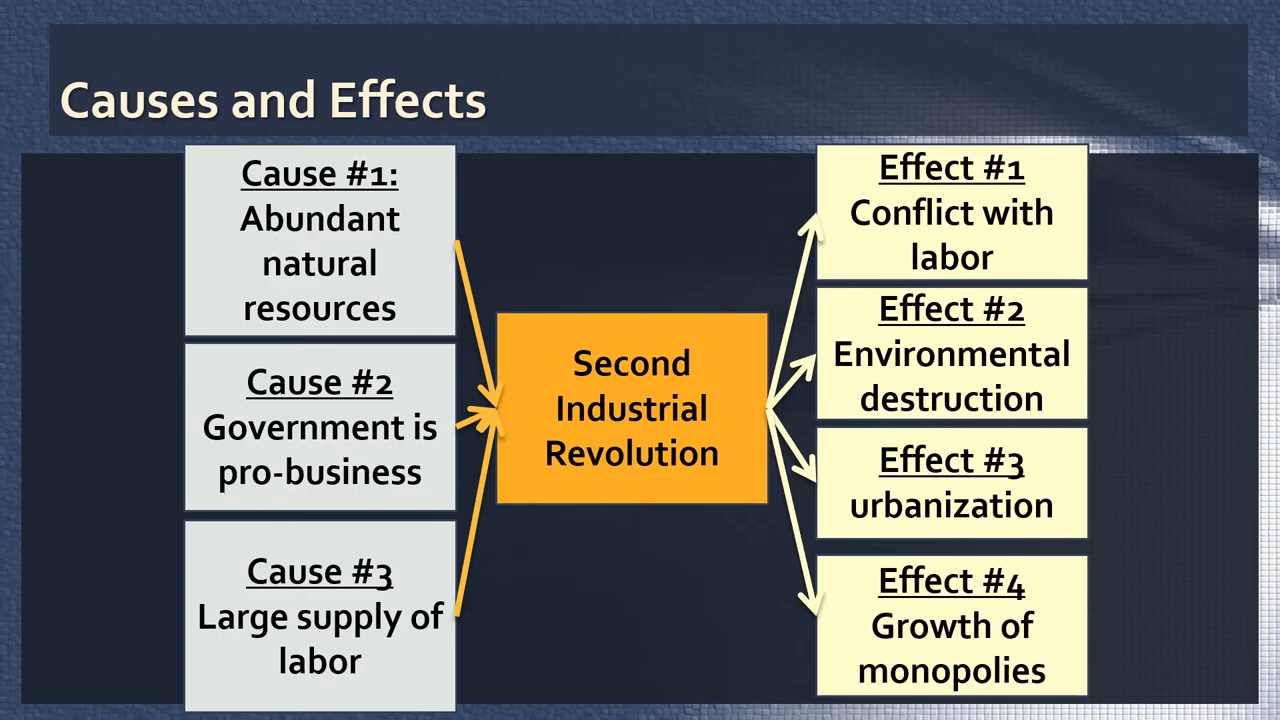 Causes and Effects
Cause #1:
Abundant
natural
resources
Cause #2
Government is
pro-business
Cause #3
Large supply of
labor
Second
Industrial
Revolution
Effect #1
Conflict with
labor
Effect #2
Environmental
destruction
Effect #3
urbanization
Effect #4
Growth of
monopolies